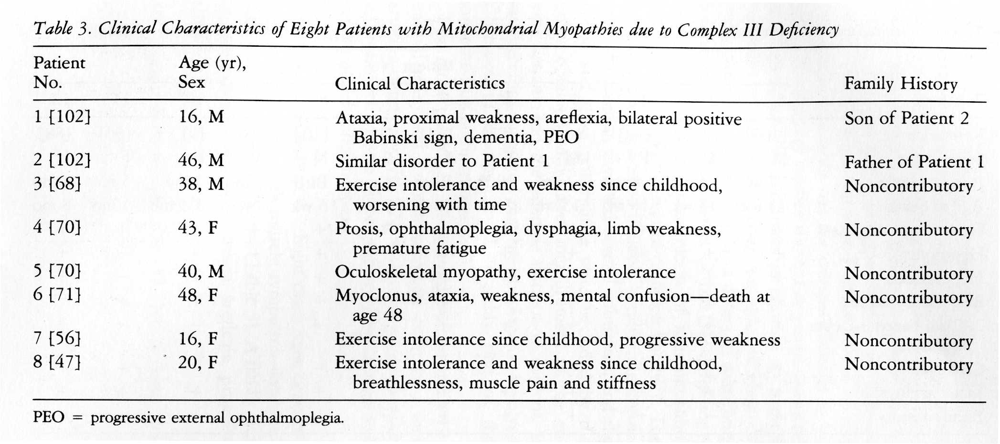 Table 3. Clinical Characteristics of Eight Patients with Mitochondrial Myopathies due to Complex III Deficiency
Patient No. Age (yr), Sex Clinical Characteristics Family History
1 [102] 16, M Ataxia, proximal weakness, areflexia, bilateral positive Son of Patient 2
Babinski sign, dementia, PEO
2 [102] 46, M Similar disorder to Patient 1 Father of Patient 1
3 [68] 38, M Exercise intolerance and weakness since childhood, Noncontributory
worsening with time
4 [70] 43, F Ptosis, ophthalmoplegia, dysphagia, limb weakness, Noncontributory
premature fatigue
5 [70] 40, M Oculoskeletal myopathy, exercise intolerance Noncontributory
6 [71] 48, F Myoclonus, ataxia, weakness, mental confusion—death at Noncontributory
age 48
7 [56] 16, F Exercise intolerance since childhood, progressive weakness Noncontributory
8 [47] 20, F Exercise intolerance and weakness since childhood, Noncontributory
breathlessness, muscle pain and stiffness
PEO = progressive external ophthalmoplegia.